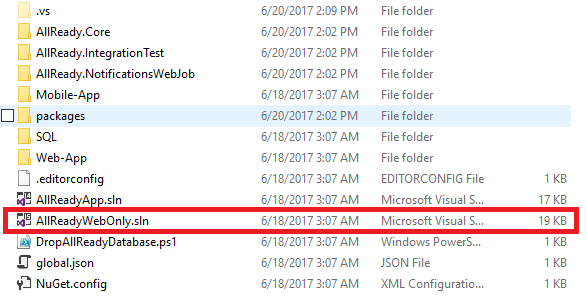 .vs 6/20/2017 2:09 PM File folder
AllReady.Core 6/20/2017 2:02 PM File folder
AllReady.IntegrationTest 6/20/2017 2:02 PM File folder
AllReady.NotificationsWebJob 6/20/2017 2:02 PM File folder
Mobile-App 6/18/2017 3:07 AM File folder
packages 6/20/2017 2:02 PM File folder
SQL 6/18/2017 3:07 AM File folder
Web-App 6/18/2017 3:07 AM File folder
.editorconfig 6/18/2017 3:07 AM EDITORCONFIG File 1 KB
AllReadyApp.sln 6/18/2017 3:07 AM Microsoft Visual S... 17 KB
AllReadyWebOnly.sln 6/18/2017 3:07 AM Microsoft Visual S... 19 KB
DropAllReadyDatabase.ps1 6/18/2017 3:07 AM Windows PowerS... 1 KB
global.json 6/18/2017 3:07 AM JSON File 1 KB
NuGet.config 6/18/2017 3:07 AM XML Configuratio... 1 KB